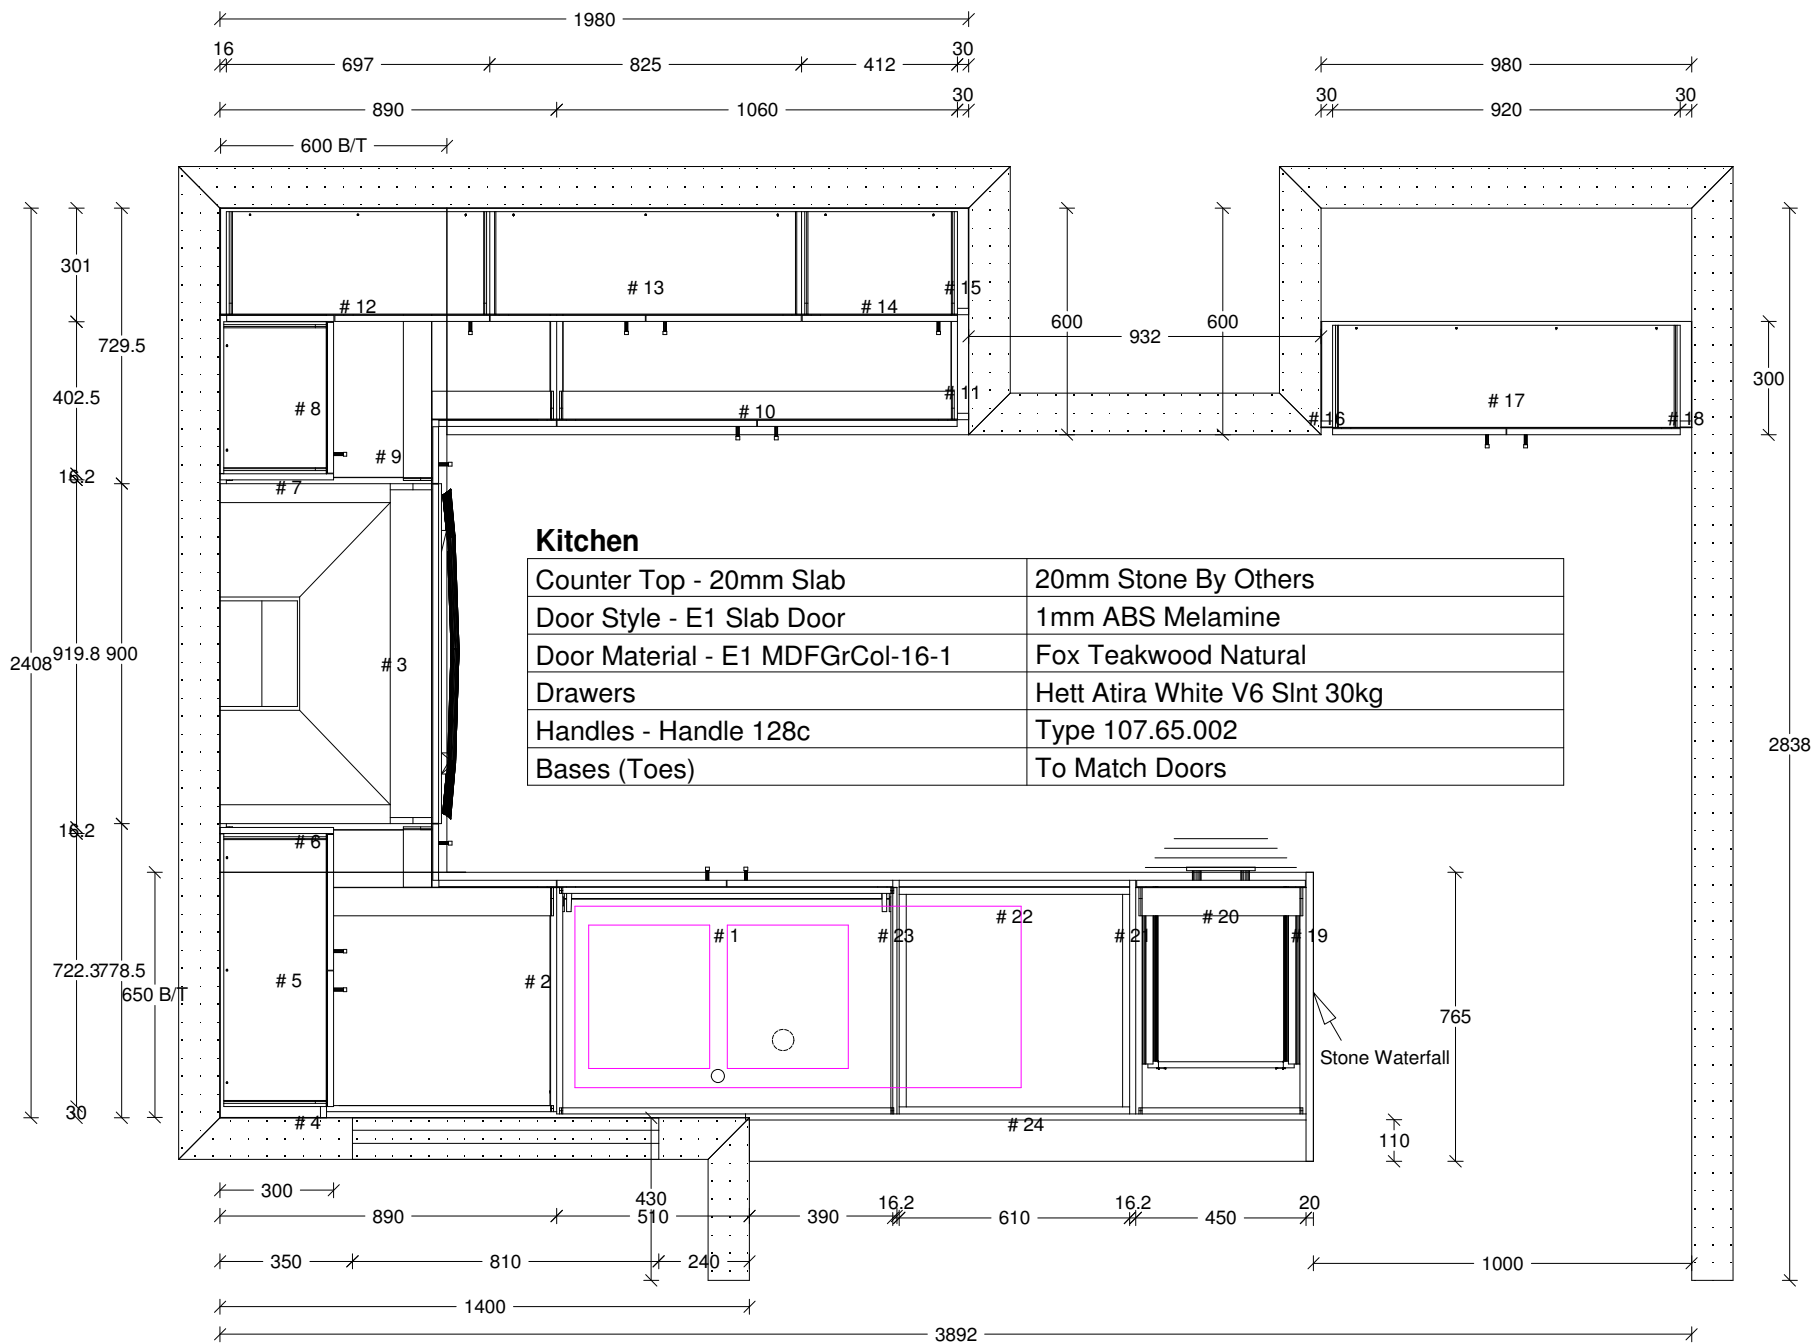 1980
16 697 825 412 30
980
890 1060 30
30 920 30
600 B/T
301
# 12 # 13 # 14 # 15
729.5
600 932 600
402.5
# 8
# 9
# 10
# 11
# 16 # 17 # 18
300
16.2
# 7
Kitchen
Counter Top - 20mm Slab 20mm Stone By Others
Door Style - E1 Slab Door 1mm ABS Melamine
Door Material - E1 MDFGrCol-16-1 Fox Teakwood Natural
Drawers Hett Atira White V6 Slnt 30kg
Handles - Handle 128c Type 107.65.002
Bases (Toes) To Match Doors
2408 919.8 900
# 3
2838
16.2
# 6
# 22 # 20
# 1 # 23 # 21 # 19
722.3 778.5
# 5 # 2
650 B/T
765
Stone Waterfall
30
# 4
# 24
110
300
430
890 510 390 16.2 610 16.2 450 20
350 810 240
1000
1400
3892